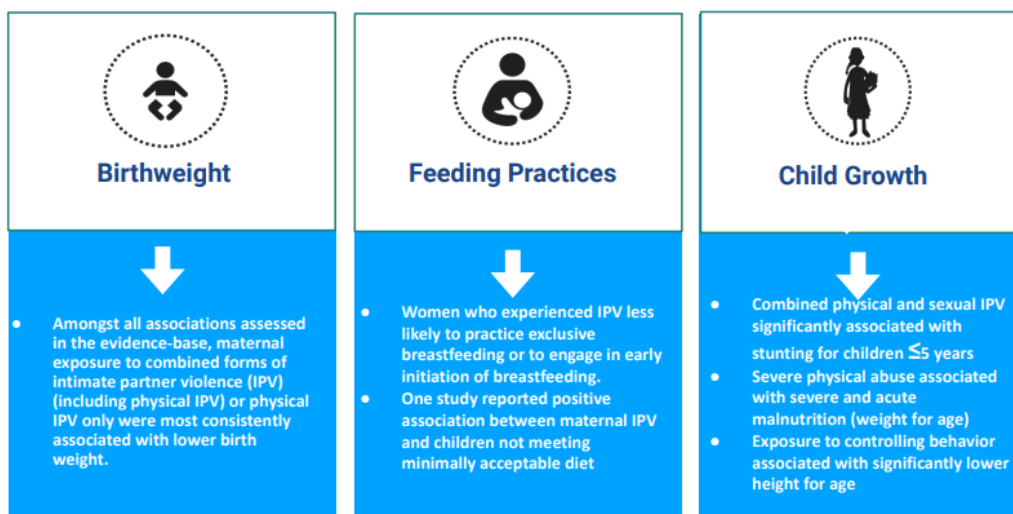 Birthweight
● Amongst all associations assessed
in the evidence-base, maternal
exposure to combined forms of
intimate partner violence (IPV)
(including physical IPV) or physical
IPV only were most consistently
associated with lower birth
weight.
Feeding Practices
● Women who experienced IPV less
likely to practice exclusive
breastfeeding or to engage in early
initiation of breastfeeding.
● One study reported positive
association between maternal IPV
and children not meeting
minimally acceptable diet
Child Growth
● Combined physical and sexual IPV
significantly associated with
stunting for children ≤5 years
● Severe physical abuse associated
with severe and acute
malnutrition (weight for age)
● Exposure to controlling behavior
associated with significantly lower
height for age